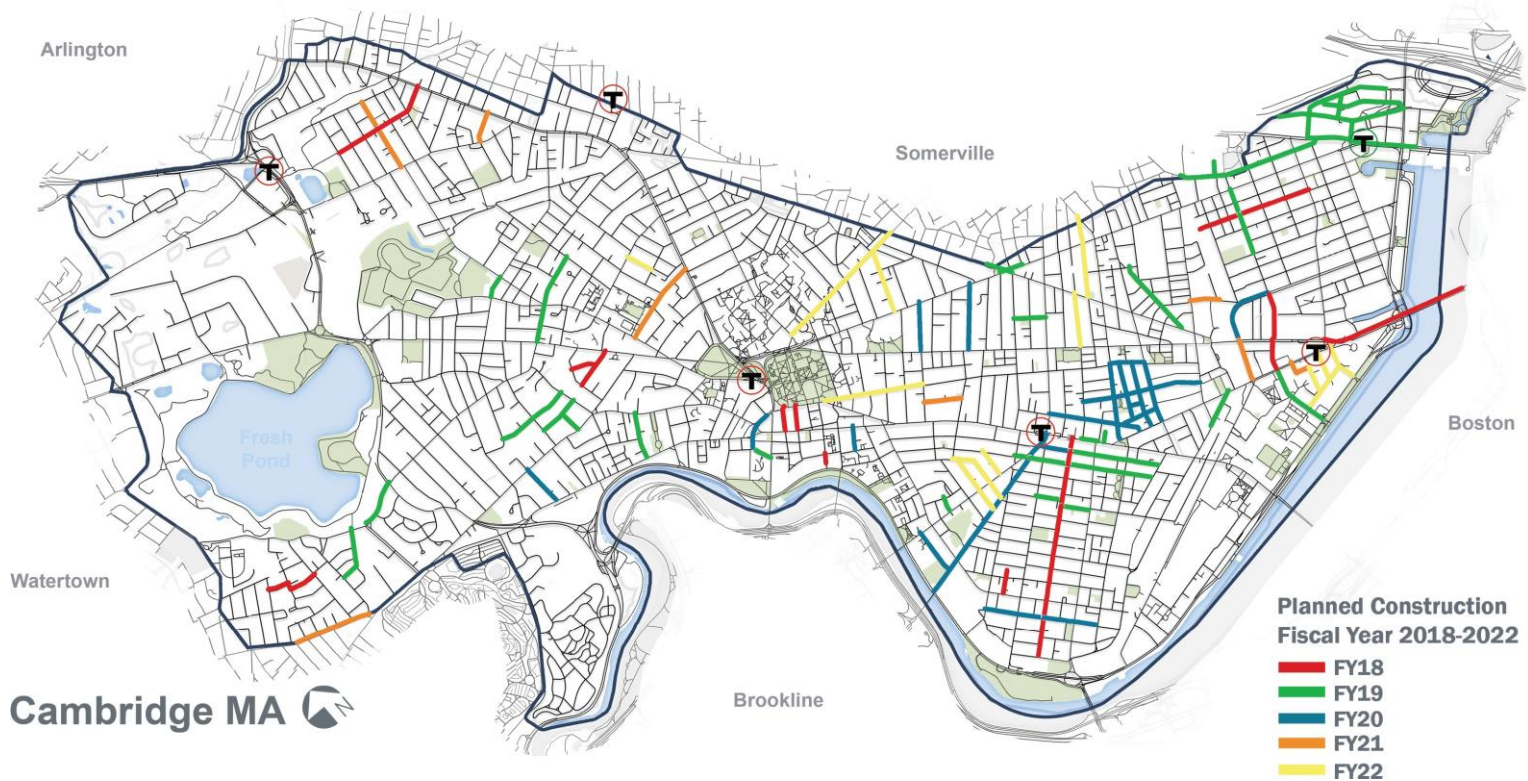 Arlington
T
T
Somerville
T
T
T
Fresh
Pond
T
Boston
Watertown
Brookline
Cambridge MA N
Planned Construction
Fiscal Year 2018-2022
FY18
FY19
FY20
FY21
FY22